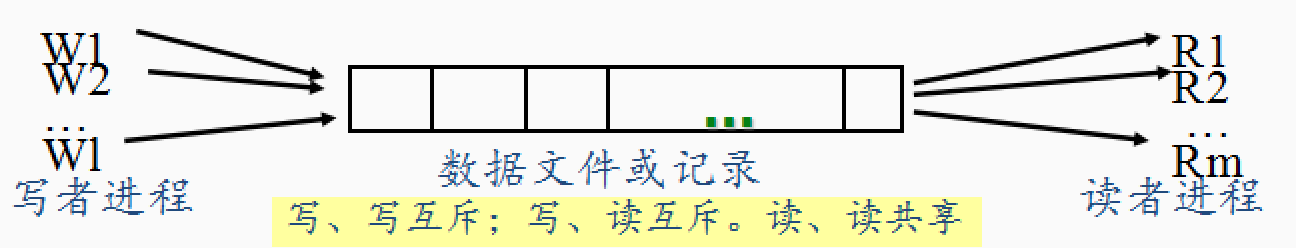 W1
W2
…
Wl
写者进程
...
数据文件或记录
写、写互斥；写、读互斥。读、读共享
R1
R2
…
Rm
读者进程